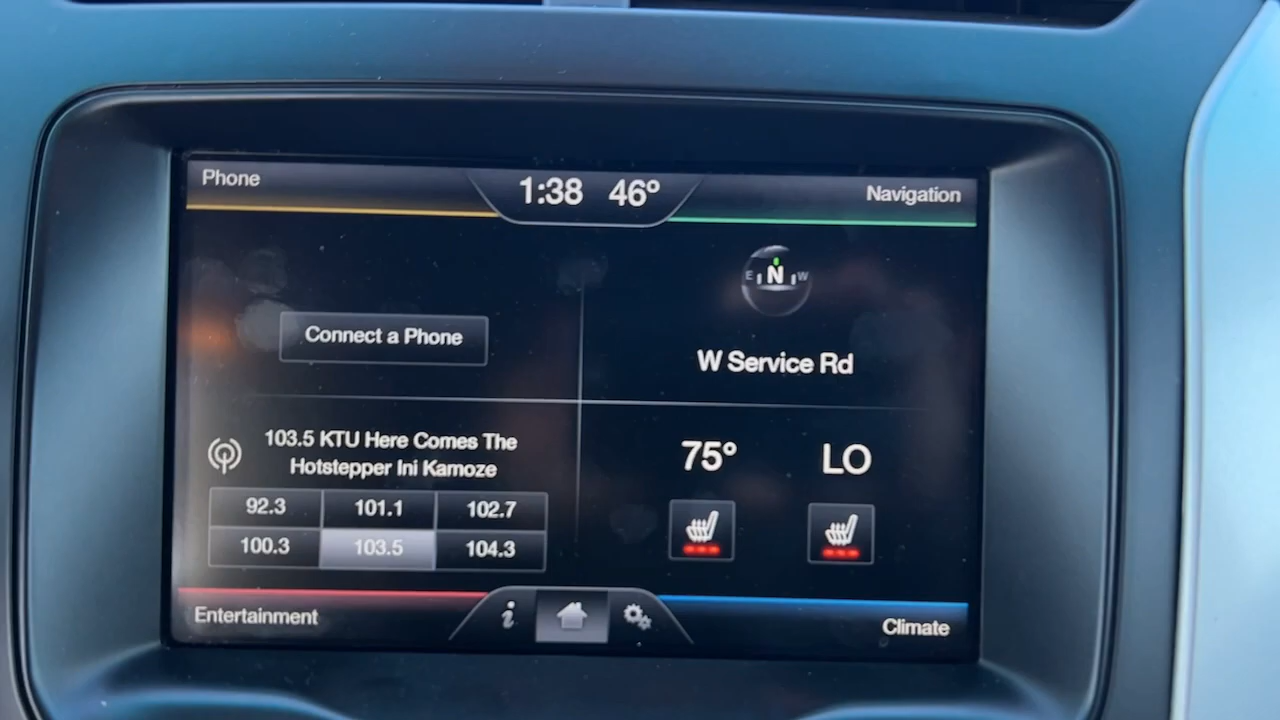 Phone
1:38 46°
Navigation
E N W
Connect a Phone
W Service Rd
103.5 KTU Here Comes The
Hotstepper Ini Kamoze
92.3 101.1 102.7
100.3 103.5 104.3
75° LO
Entertainment
i
Climate